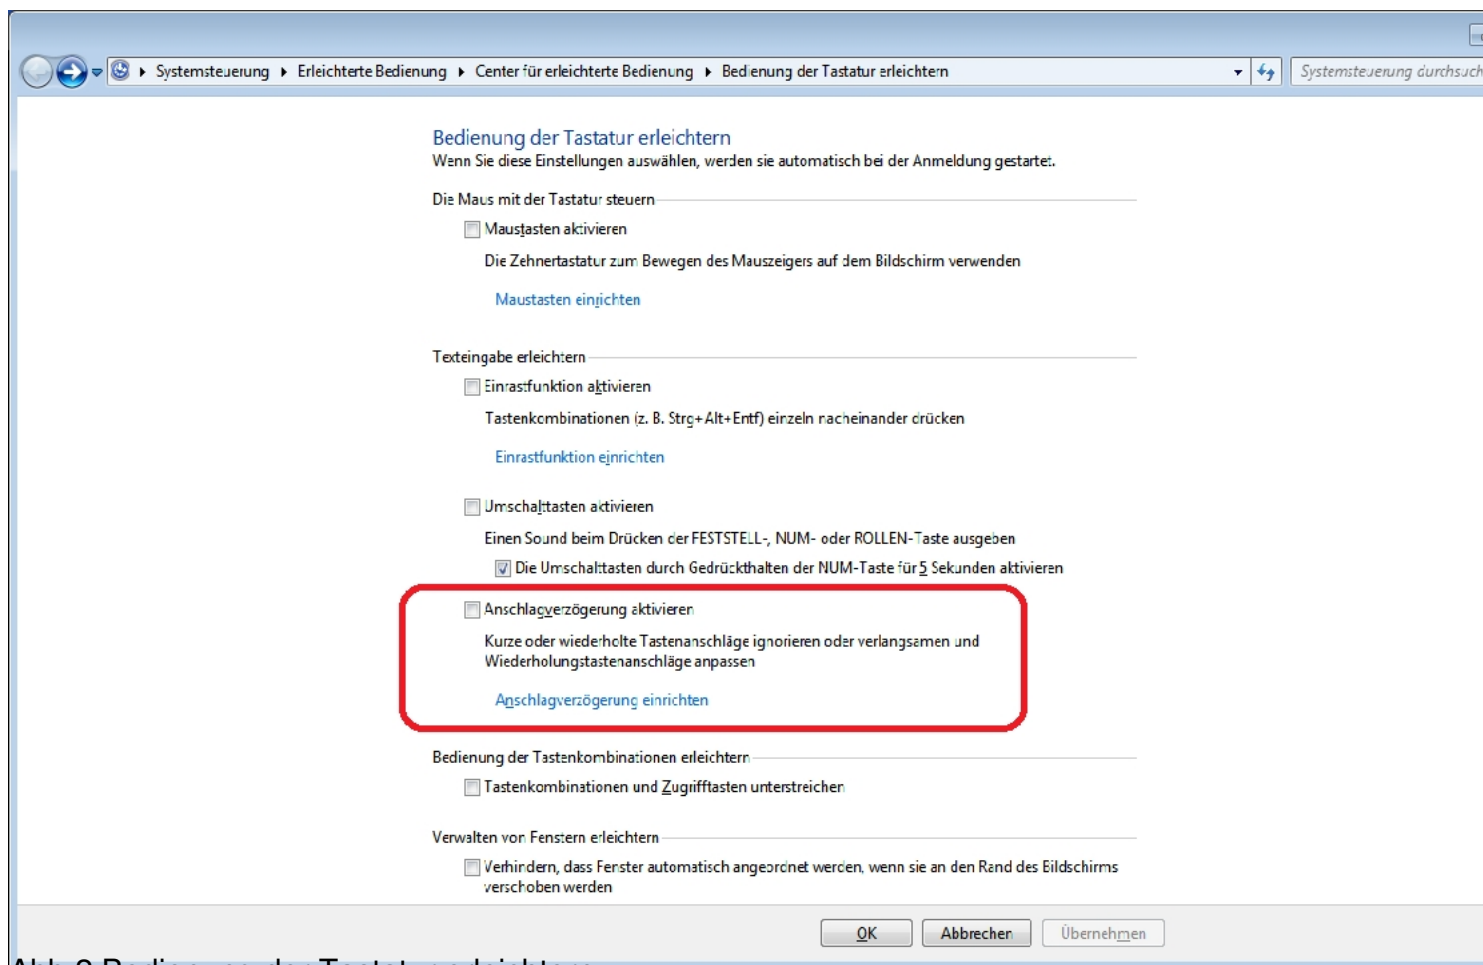 Systemsteuerung Erleichterte Bedienung Center für erleichterte Bedienung Bedienung der Tastatur erleichtern Systemsteuerung durchsuch
Bedienung der Tastatur erleichtern
Wenn Sie diese Einstellungen auswählen, werden sie automatisch bei der Anmeldung gestartet.
Die Maus mit der Tastatur steuern
Maustasten aktivieren
Die Zehnertastatur zum Bewegen des Mauszeigers auf dem Bildschirm verwenden
Maustasten einrichten
Texteingabe erleichtern
Einrastfunktion aktivieren
Tastenkombinationen (z. B. Strg+Alt+Entf) einzeln nacheinander drücken
Einrastfunktion einrichten
Umschalttasten aktivieren
Einen Sound beim Drücken der FESTSTELL-, NUM- oder ROLLEN-Taste ausgeben
Die Umschalttasten durch Gedrückthalten der NUM-Taste für 5 Sekunden aktivieren
Anschlagverzögerung aktivieren
Kurze oder wiederholte Tastenanschläge ignorieren oder verlangsamen und
Wiederholungstastenanschläge anpassen
Anschlagverzögerung einrichten
Bedienung der Tastenkombinationen erleichtern
Tastenkombinationen und Zugrifftasten unterstreichen
Verwalten von Fenstern erleichtern
Verhindern, dass Fenster automatisch angeordnet werden, wenn sie an den Rand des Bildschirms
verschoben werden
OK Abbrechen Übernehmen